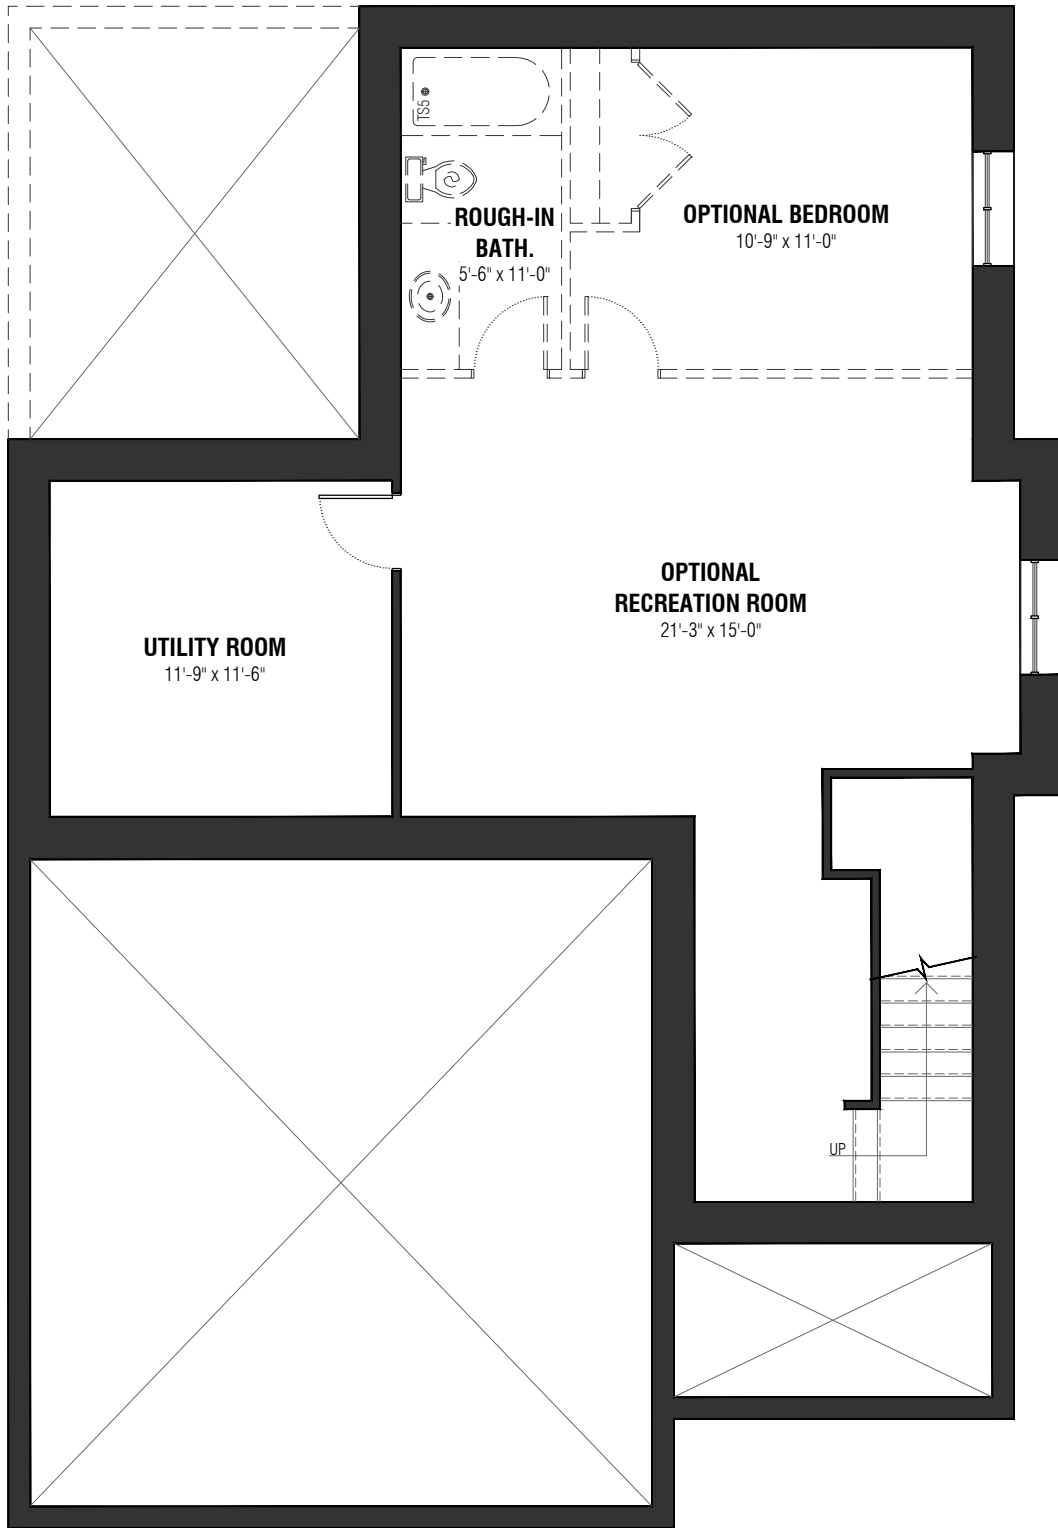 TS5
ROUGH-IN
BATH.
5'-6" x 11'-0"
OPTIONAL BEDROOM
10'-9" x 11'-0"
OPTIONAL
RECREATION ROOM
21'-3" x 15'-0"
UTILITY ROOM
11'-9" x 11'-6"
UP